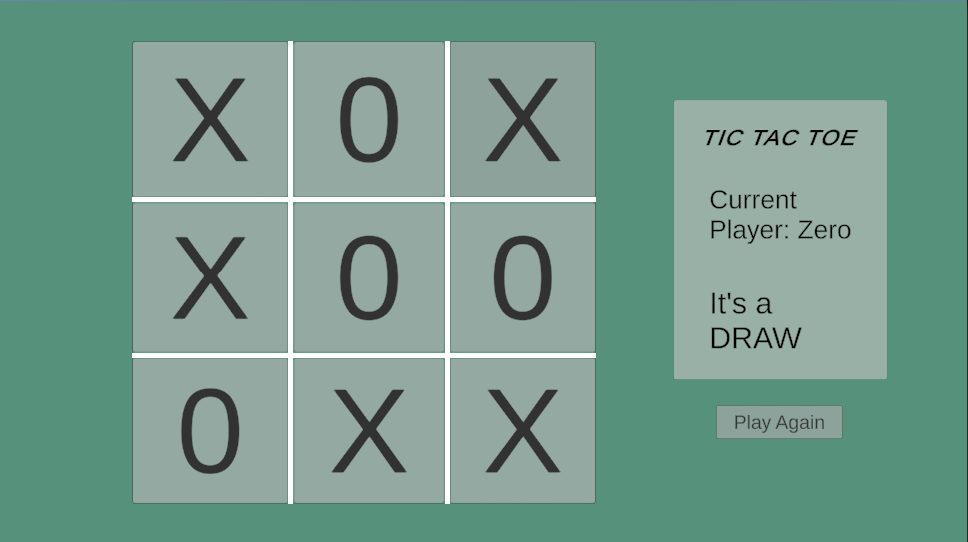 X 0 X
X 0 0
0 X X
TIC TAC TOE
Current
Player: Zero
It's a
DRAW
Play Again